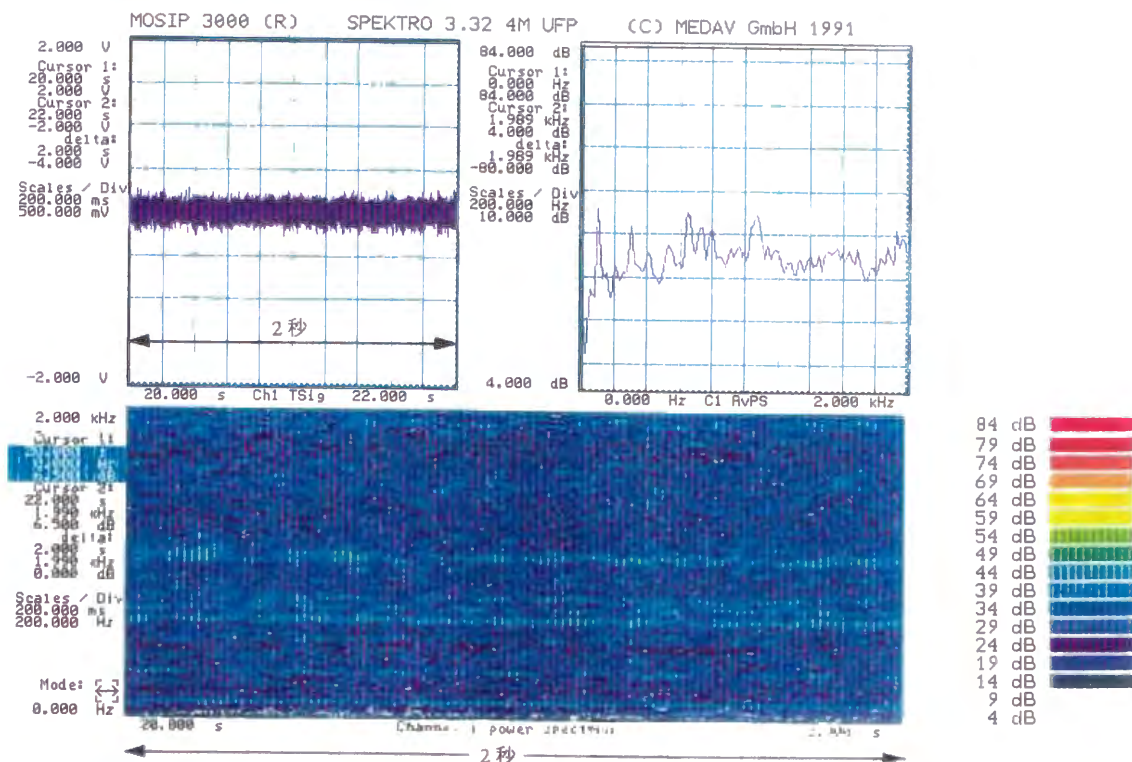 MOSIP 3000 (R) SPEKTRO 3.32 4M UFP (C) MEDAV GmbH 1991
2.000 V
Cursor 1:
20.000 s
2.000 V
Cursor 2:
22.000 s
-2.000 V
delta:
2.000 s
-4.000 V
Scales / Div
200.000 ms
500.000 mV
-2.000 V
2秒
20.000 s Ch1 TSig 22.000 s
84.000 dB
Cursor 1:
0.000 Hz
84.000 dB
Cursor 2:
1.989 kHz
4.000 dB
delta:
1.989 kHz
-80.000 dB
Scales / Div
200.000 Hz
10.000 dB
4.000 dB
0.000 Hz C1 AvPS 2.000 kHz
2.000 kHz
Cursor 1:
Cursor 2:
22.000 s
1.990 kHz
6.500 dB
delta:
2.000 s
1.990 kHz
0.000 dB
Scales / Div
200.000 ms
200.000 Hz
Mode:
0.000 Hz
20.000 s power spectrum s
2秒
84 dB
79 dB
74 dB
69 dB
64 dB
59 dB
54 dB
49 dB
44 dB
39 dB
34 dB
29 dB
24 dB
19 dB
14 dB
9 dB
4 dB